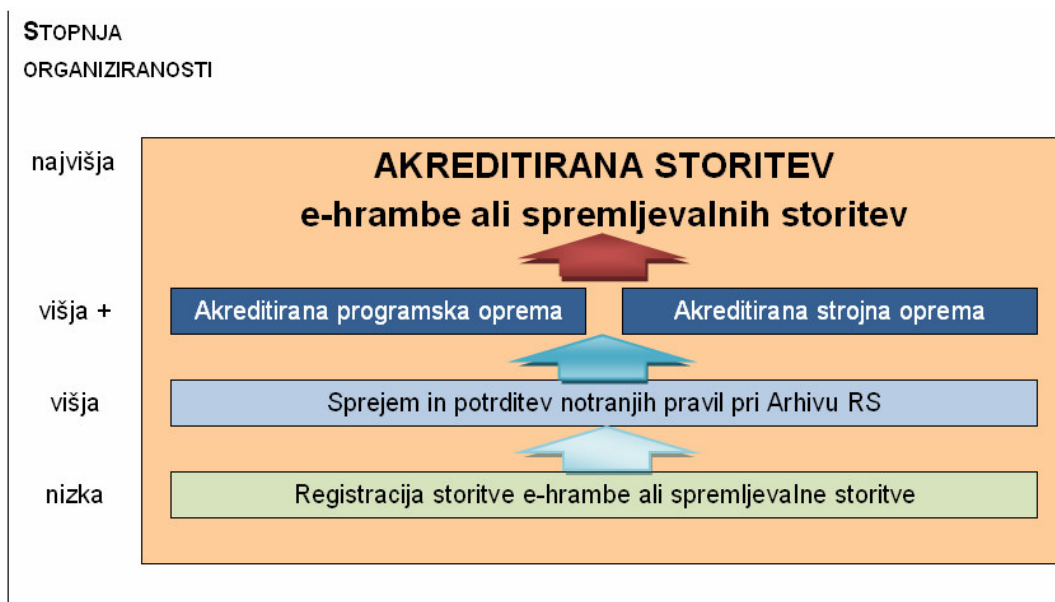 STOPNJA
ORGANIZIRANOSTI
najvišja
AKREDITIRANA STORITEV
e-hrambe ali spremljevalnih storitev
višja +
Akreditirana programska oprema
Akreditirana strojna oprema
višja
Sprejem in potrditev notranjih pravil pri Arhivu RS
nizka
Registracija storitve e-hrambe ali spremljevalne storitve